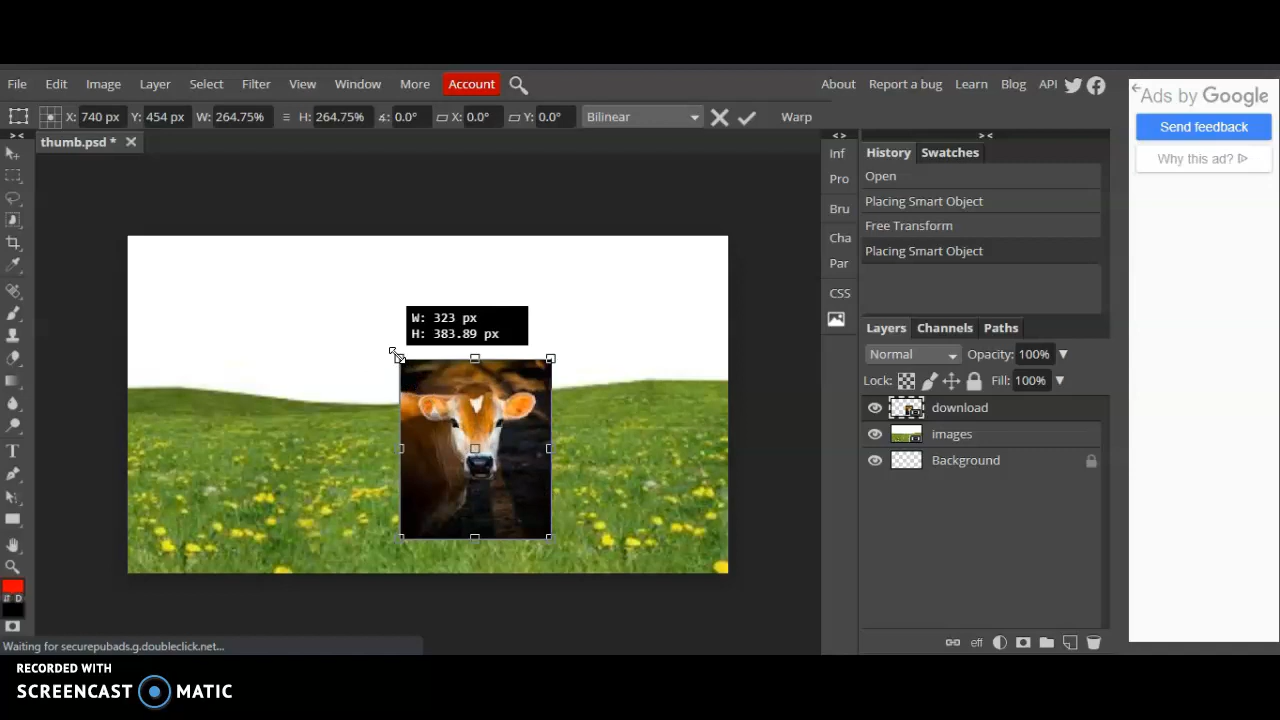 File Edit Image Layer Select Filter View Window More Account About Report a bug Learn Blog API
X: 740 px Y: 454 px W: 264.75% H: 264.75% 0.0° X: 0.0° Y: 0.0° Bilinear Warp
thumb.psd *
Ads by Google
Send feedback
Why this ad?
Inf
Pro
Bru
Cha
Par
CSS
History Swatches
Open
Placing Smart Object
Free Transform
Placing Smart Object
W: 323 px
H: 383.89 px
Layers Channels Paths
Normal Opacity: 100%
Lock: Fill: 100%
download
images
Background
eff
D
Waiting for securepubads.g.doubleclick.net...
RECORDED WITH
SCREENCAST MATIC